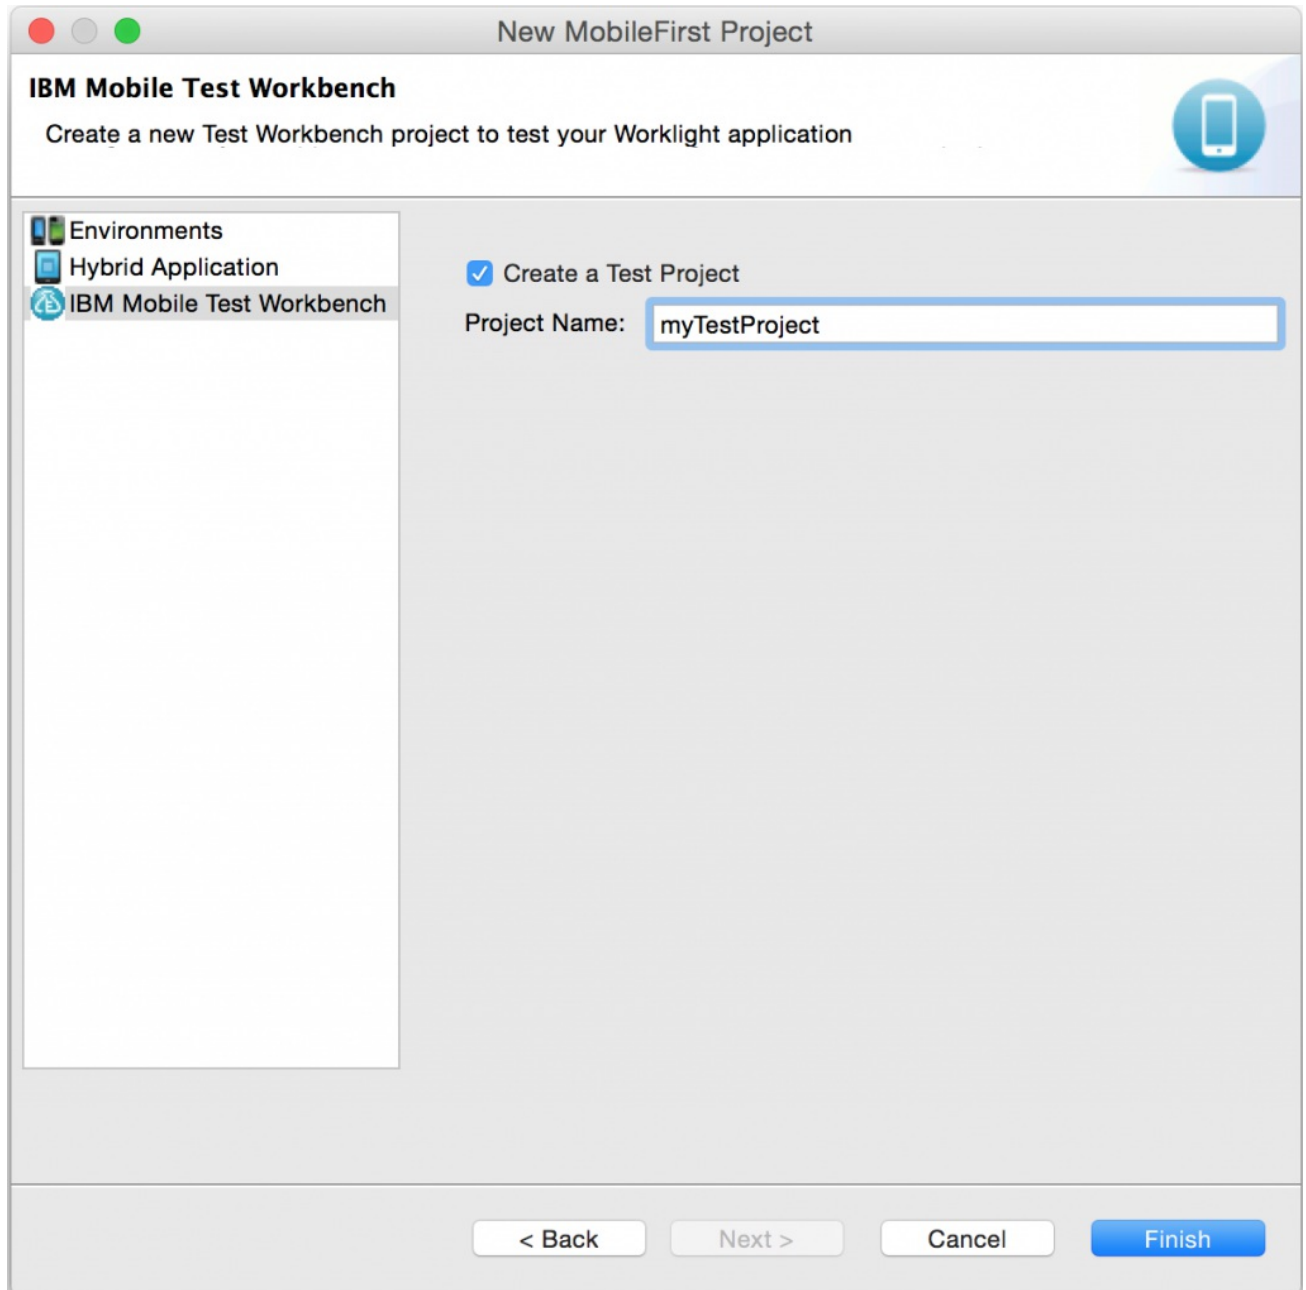 New MobileFirst Project
IBM Mobile Test Workbench
Create a new Test Workbench project to test your Worklight application
Environments
Hybrid Application
IBM Mobile Test Workbench
Create a Test Project
Project Name: myTestProject
< Back Next > Cancel Finish